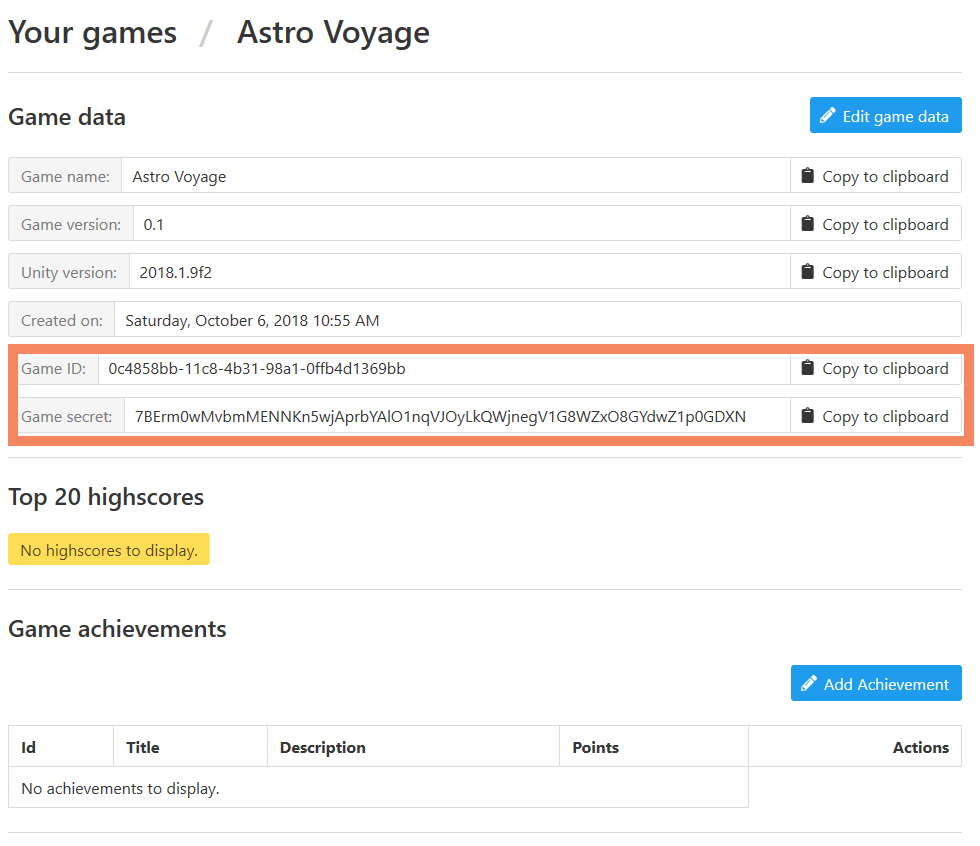 Your games / Astro Voyage
Game data
Edit game data
Game name: Astro Voyage Copy to clipboard
Game version: 0.1 Copy to clipboard
Unity version: 2018.1.9f2 Copy to clipboard
Created on: Saturday, October 6, 2018 10:55 AM
Game ID: 0c4858bb-11c8-4b31-98a1-0ffb4d1369bb Copy to clipboard
Game secret: 7BErm0wMvbmMENNKn5wjAprbYAlO1nqVJOyLkQWjnegV1G8WZxO8GYdwZ1p0GDXN Copy to clipboard
Top 20 highscores
No highscores to display.
Game achievements
Add Achievement
Id Title Description Points Actions
No achievements to display.